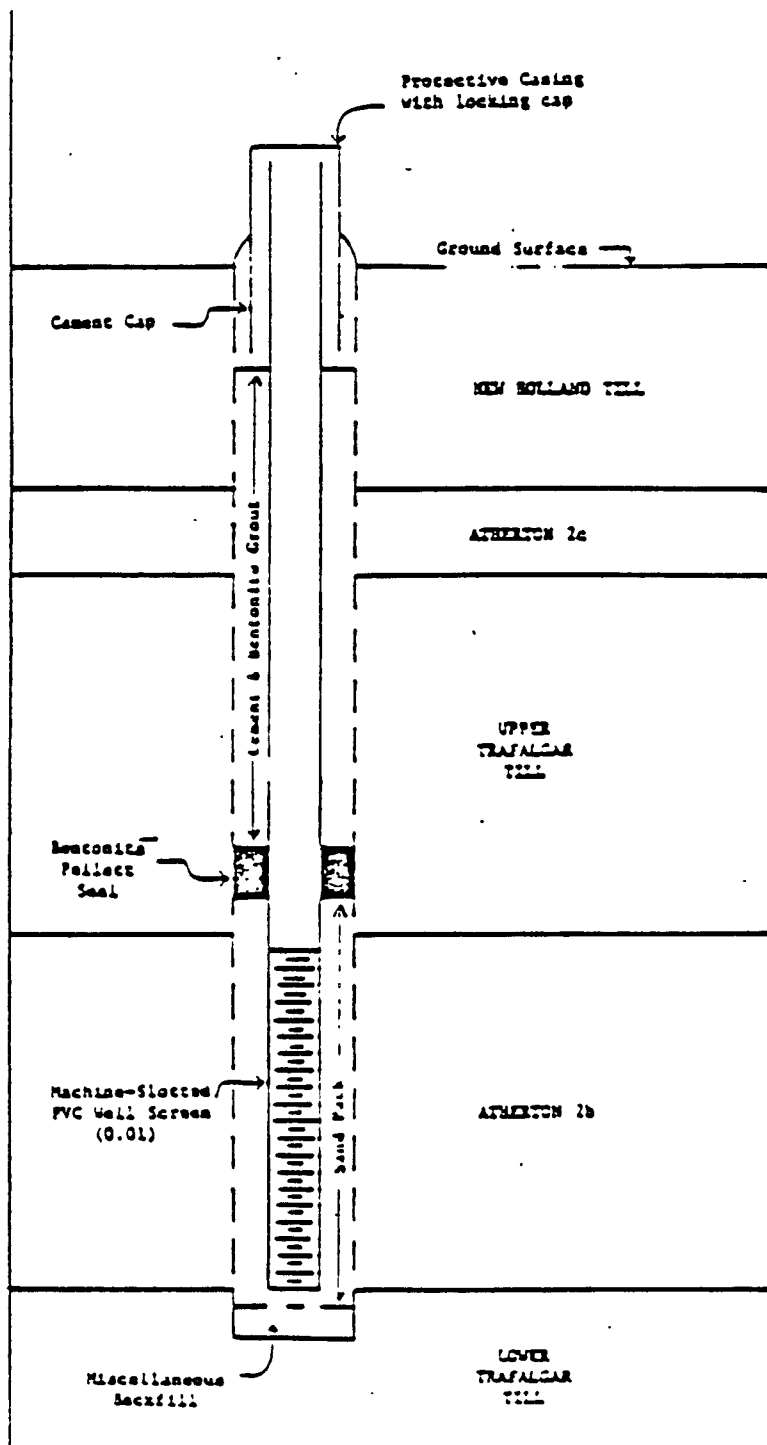 Protective Casing
with locking cap
Ground Surface
Cement Cap
NEW HOLLAND TILL
ATHERTON 2c
Cement & Bentonite Grout
UPPER
TRAFALGAR
TILL
Bentonite
Pellet
Seal
Machine-Slotted
PVC Well Screen
(0.01)
Sand Pack
ATHERTON 2b
Miscellaneous
Backfill
LOWER
TRAFALGAR
TILL